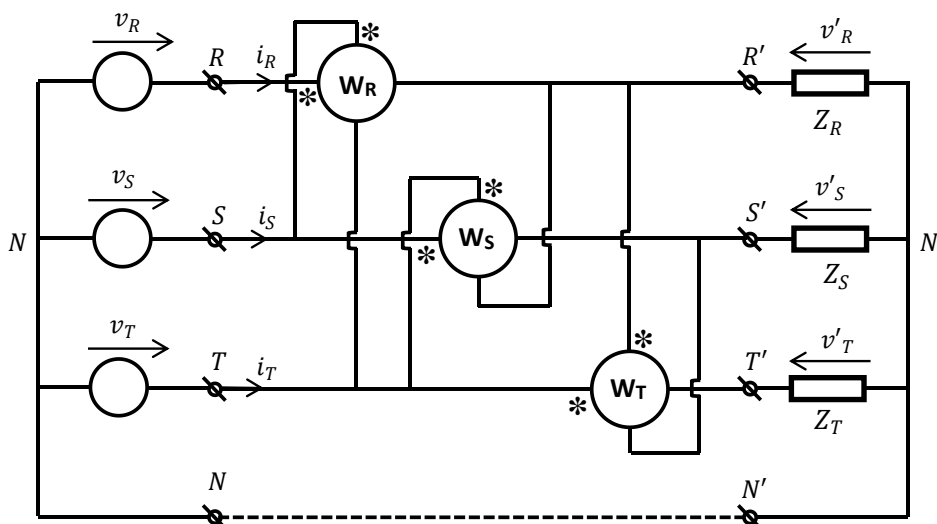 v_R
R
i_R
*
*
W_R
R'
v'_R
Z_R
v_S
S
i_S
*
*
W_S
S'
v'_S
Z_S
N
N
v_T
T
i_T
*
*
W_T
T'
v'_T
Z_T
N
N'